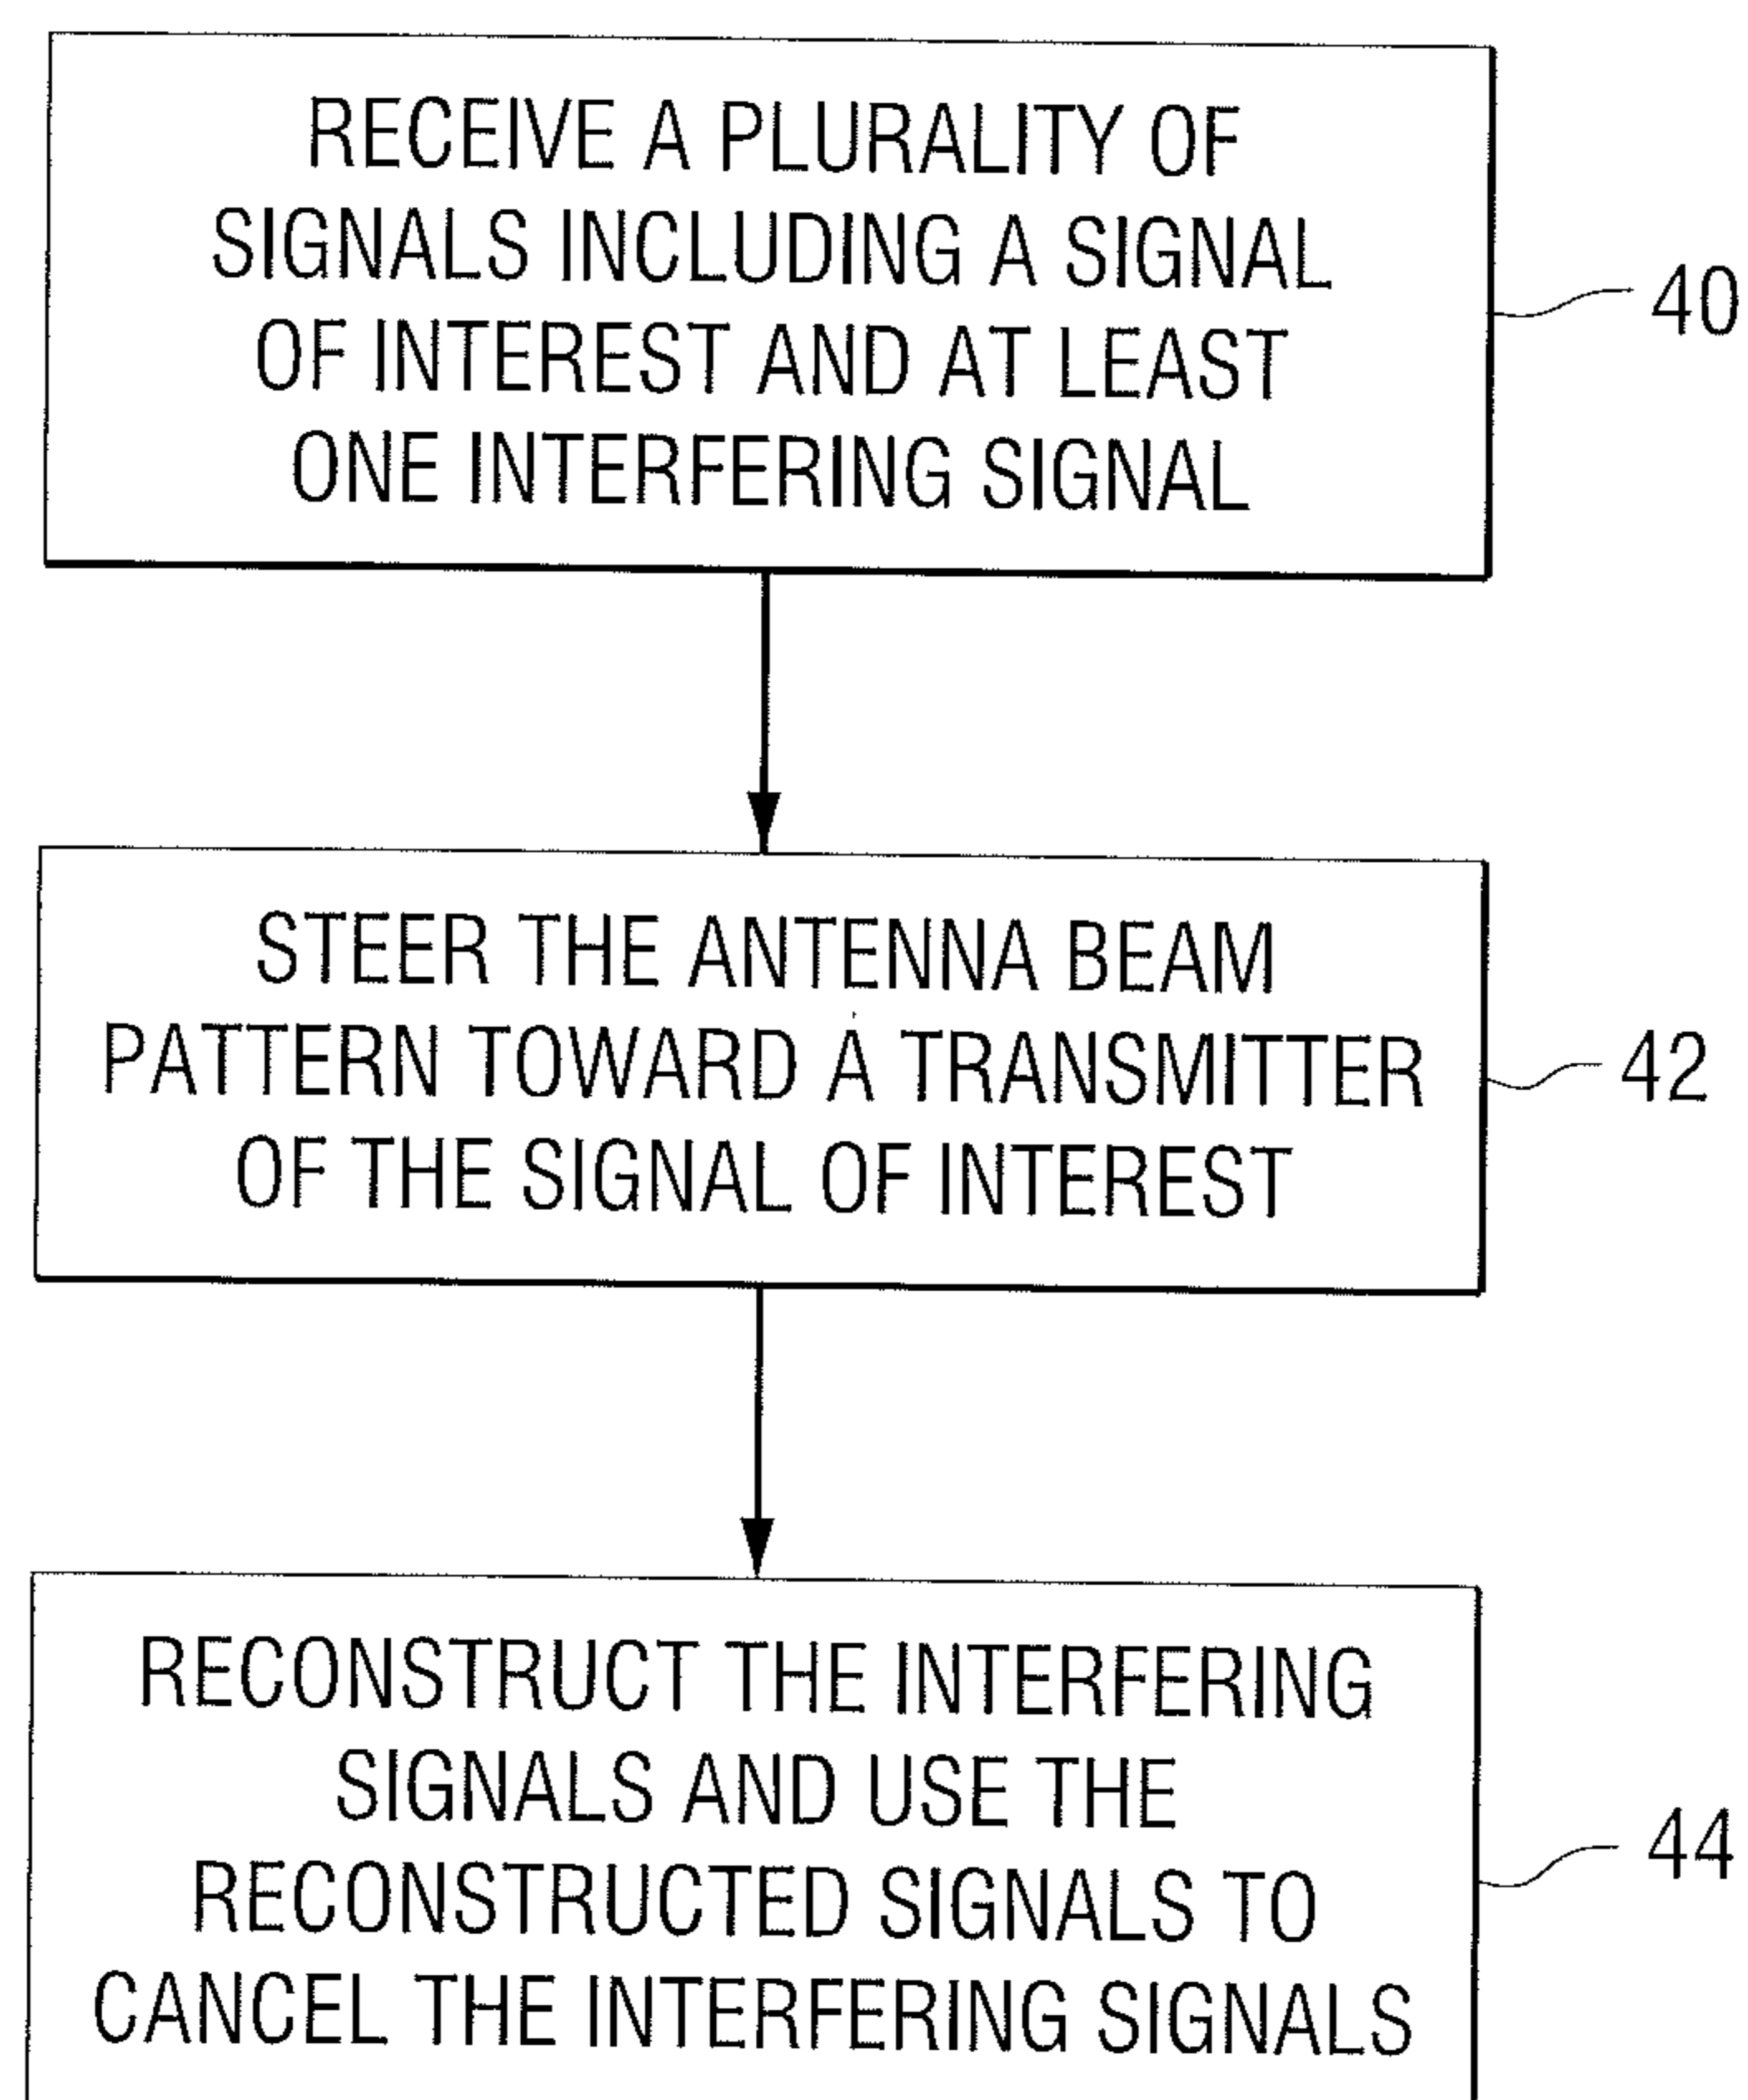 RECEIVE A PLURALITY OF
SIGNALS INCLUDING A SIGNAL
OF INTEREST AND AT LEAST
ONE INTERFERING SIGNAL
40
STEER THE ANTENNA BEAM
PATTERN TOWARD A TRANSMITTER
OF THE SIGNAL OF INTEREST
42
RECONSTRUCT THE INTERFERING
SIGNALS AND USE THE
RECONSTRUCTED SIGNALS TO
CANCEL THE INTERFERING SIGNALS
44